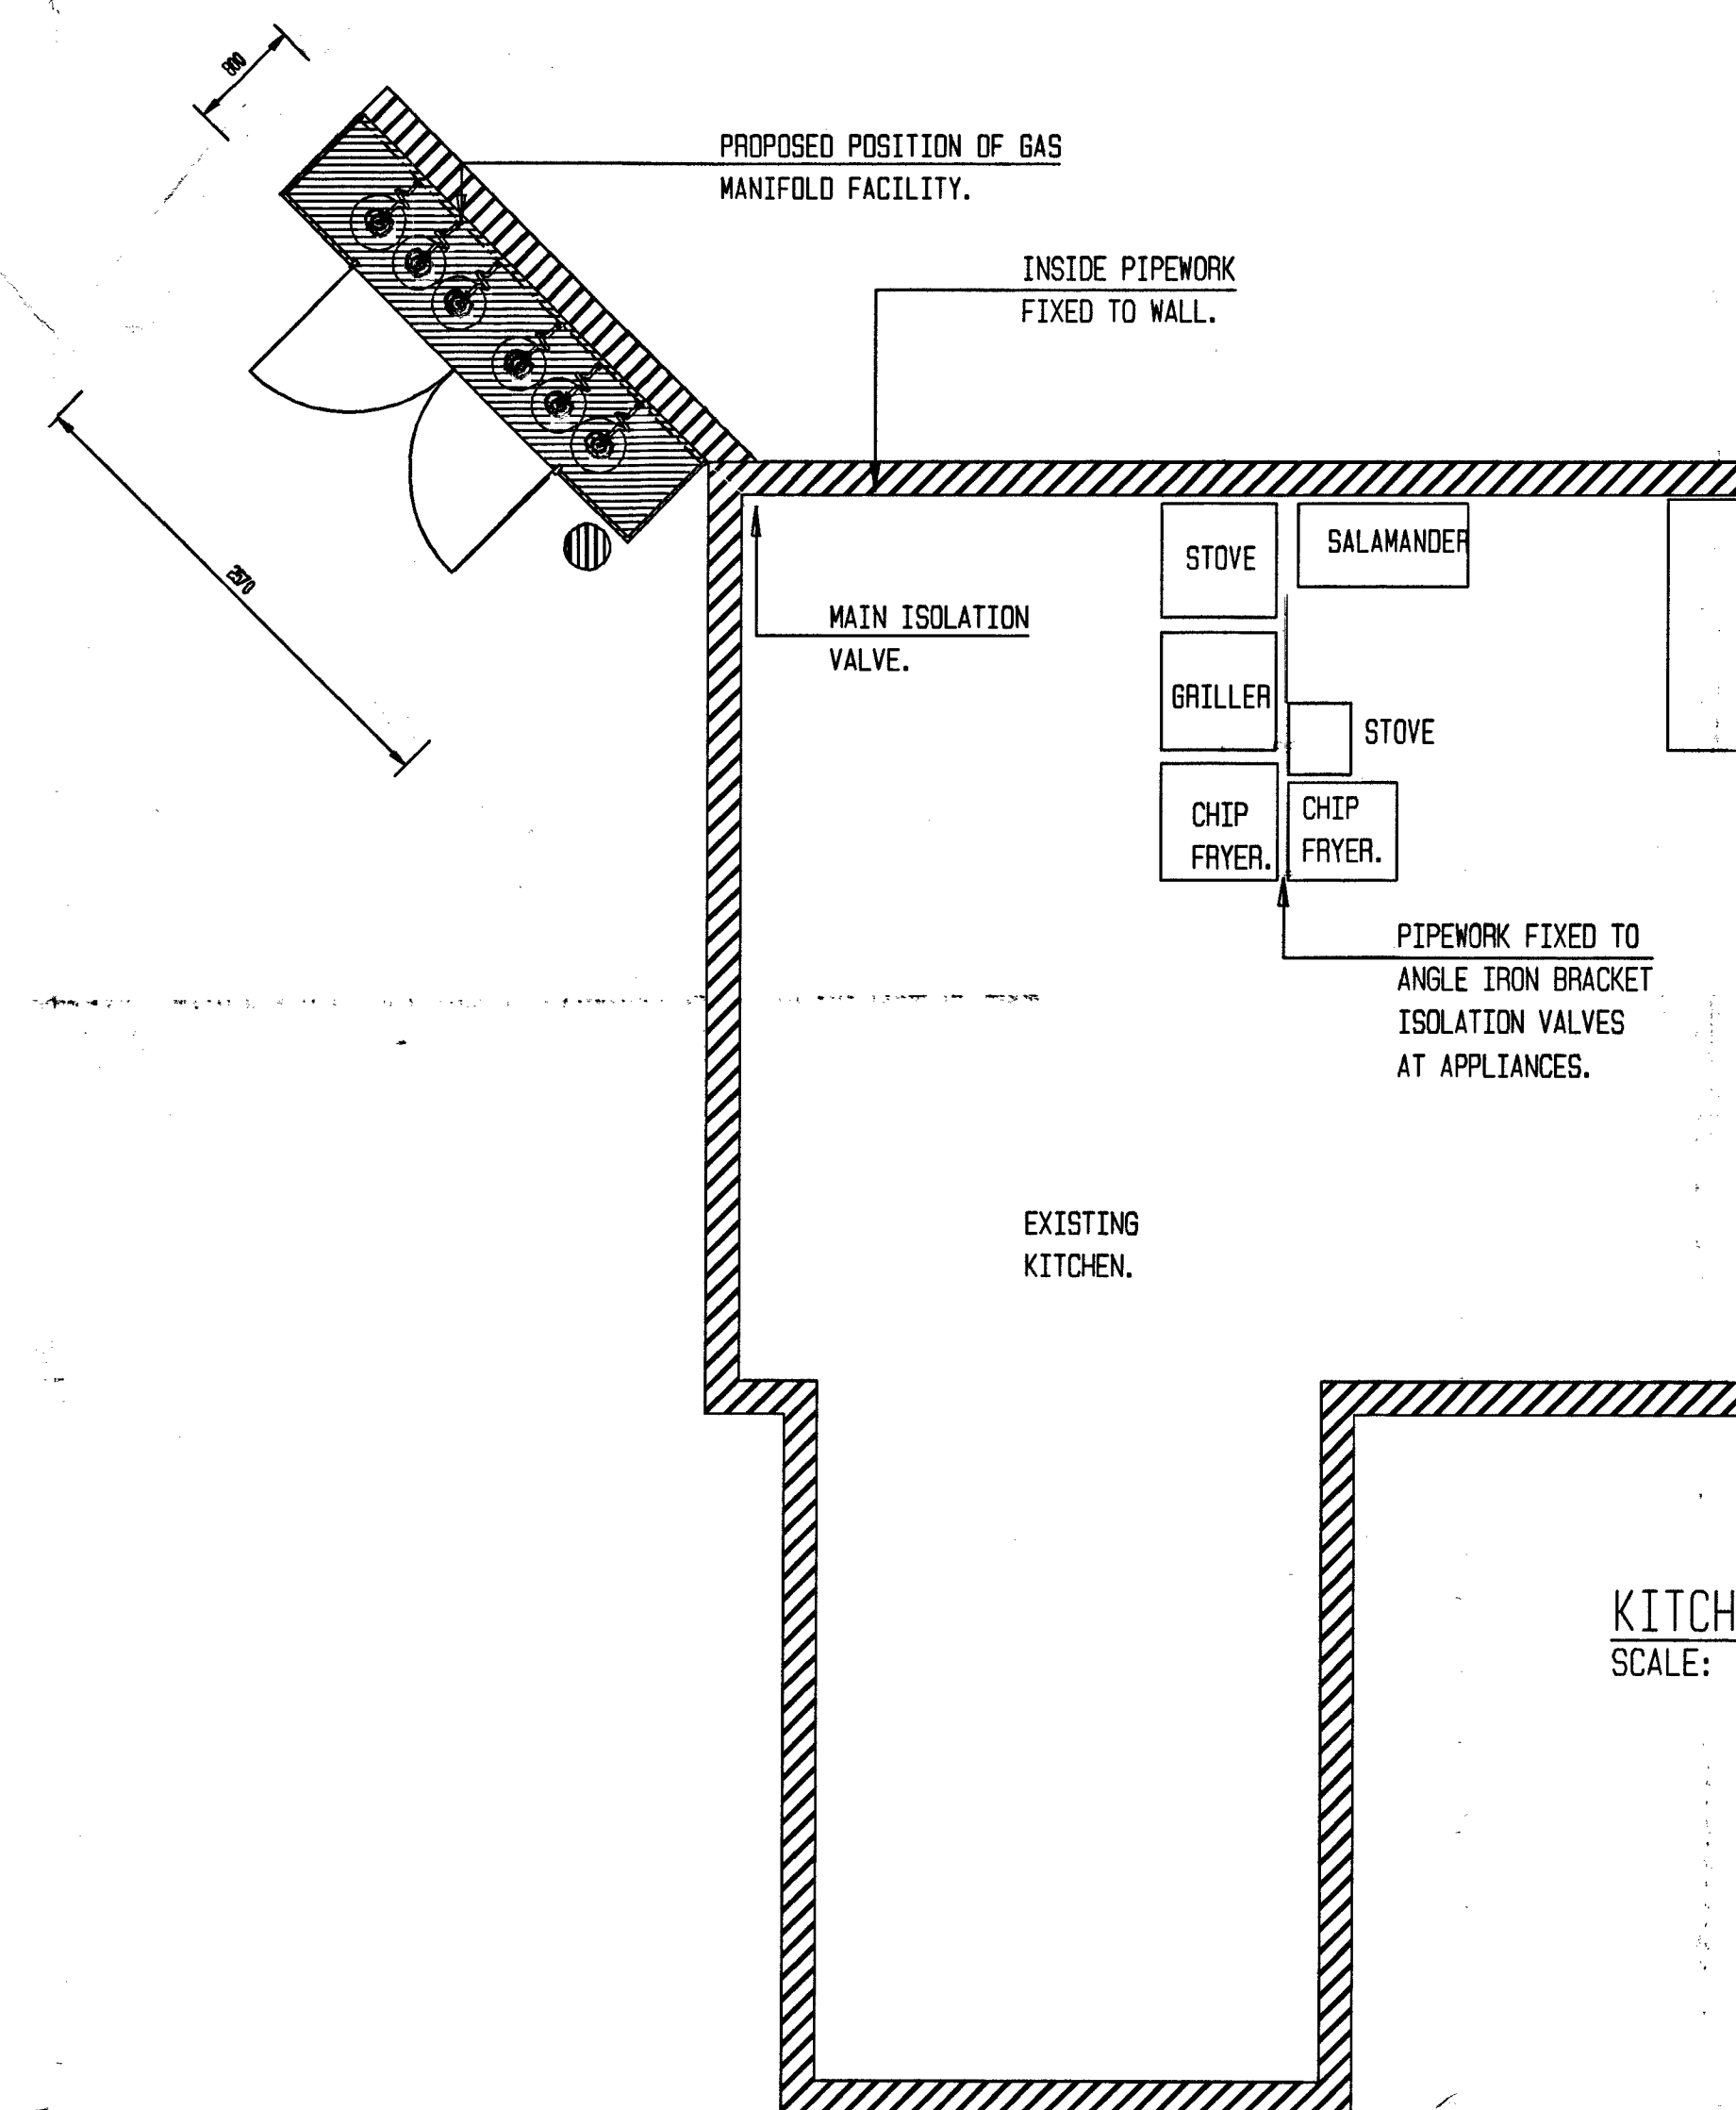 800
PROPOSED POSITION OF GAS
MANIFOLD FACILITY.
INSIDE PIPEWORK
FIXED TO WALL.
2570
STOVE
SALAMANDER
MAIN ISOLATION
VALVE.
GRILLER
STOVE
CHIP
FRYER.
CHIP
FRYER.
PIPEWORK FIXED TO
ANGLE IRON BRACKET
ISOLATION VALVES
AT APPLIANCES.
EXISTING
KITCHEN.
KITCH
SCALE: